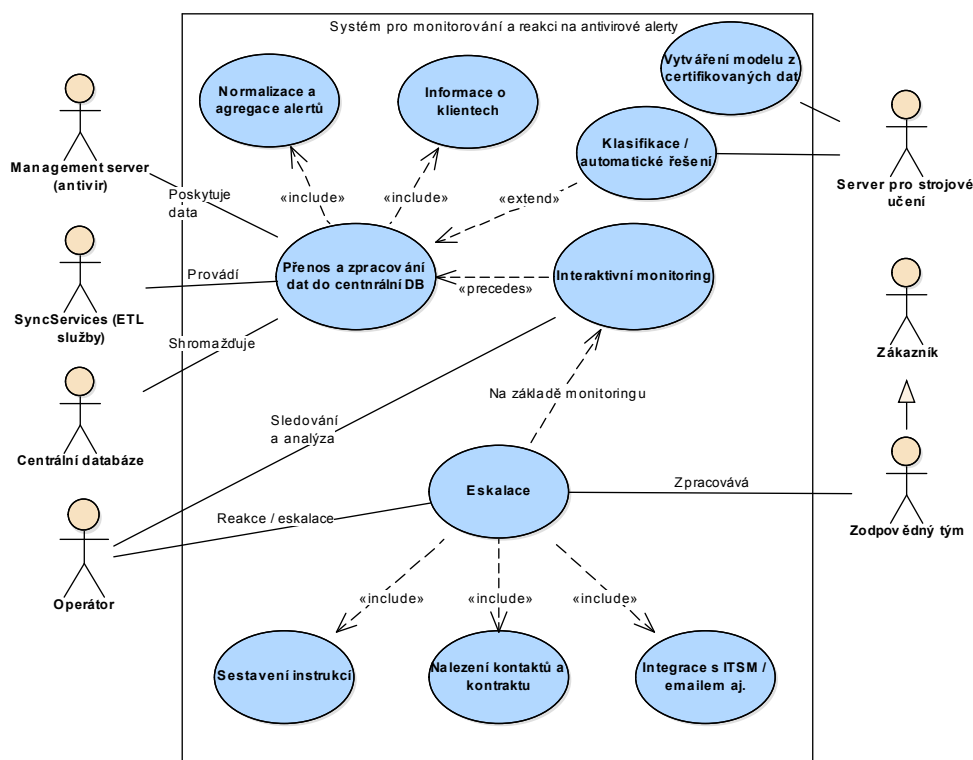 Systém pro monitorování a reakci na antivirové alerty
Vytváření modelu z
certifikovaných dat
Normalizace a
agregace alertů
Informace o
klientech
Klasifikace /
automatické řešení
Management server
(antivir)
Server pro strojové
učení
Poskytuje
data
«include»
«include»
«extend»
Přenos a zpracování
dat do centnrální DB
Interaktivní monitoring
«precedes»
Provádí
SyncServices (ETL
služby)
Shromažďuje
Zákazník
Centrální databáze
Na základě monitoringu
Sledování
a analýza
Eskalace
Zpracovává
Reakce / eskalace
Zodpovědný tým
Operátor
«include»
«include»
«include»
Sestavení instrukcí
Nalezení kontaktů a
kontraktu
Integrace s ITSM /
emailem aj.